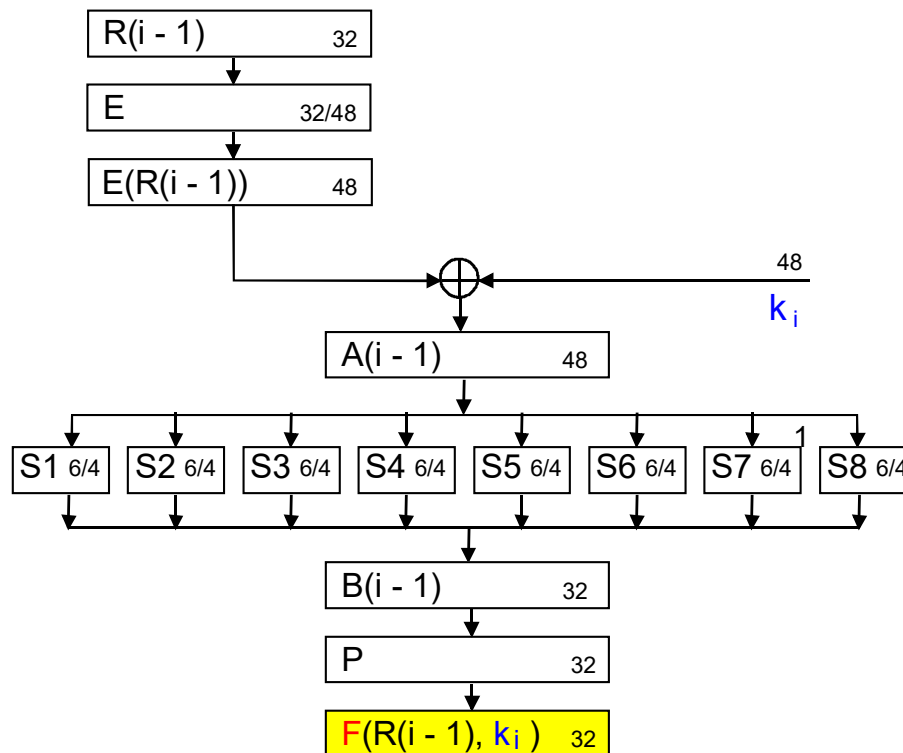 R(i - 1) 32
E 32/48
E(R(i - 1)) 48
48
k i
A(i - 1) 48
1
S1 6/4 S2 6/4 S3 6/4 S4 6/4 S5 6/4 S6 6/4 S7 6/4 S8 6/4
B(i - 1) 32
P 32
F(R(i - 1), k i ) 32